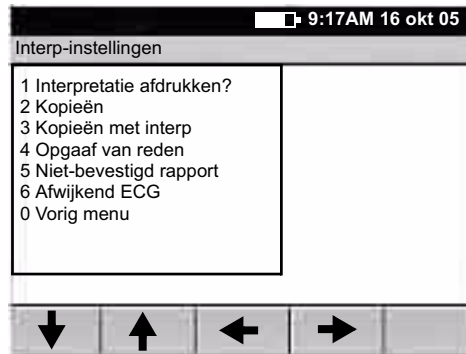 9:17AM 16 okt 05
Interp-instellingen
1 Interpretatie afdrukken?
2 Kopieën
3 Kopieën met interp
4 Opgaaf van reden
5 Niet-bevestigd rapport
6 Afwijkend ECG
0 Vorig menu